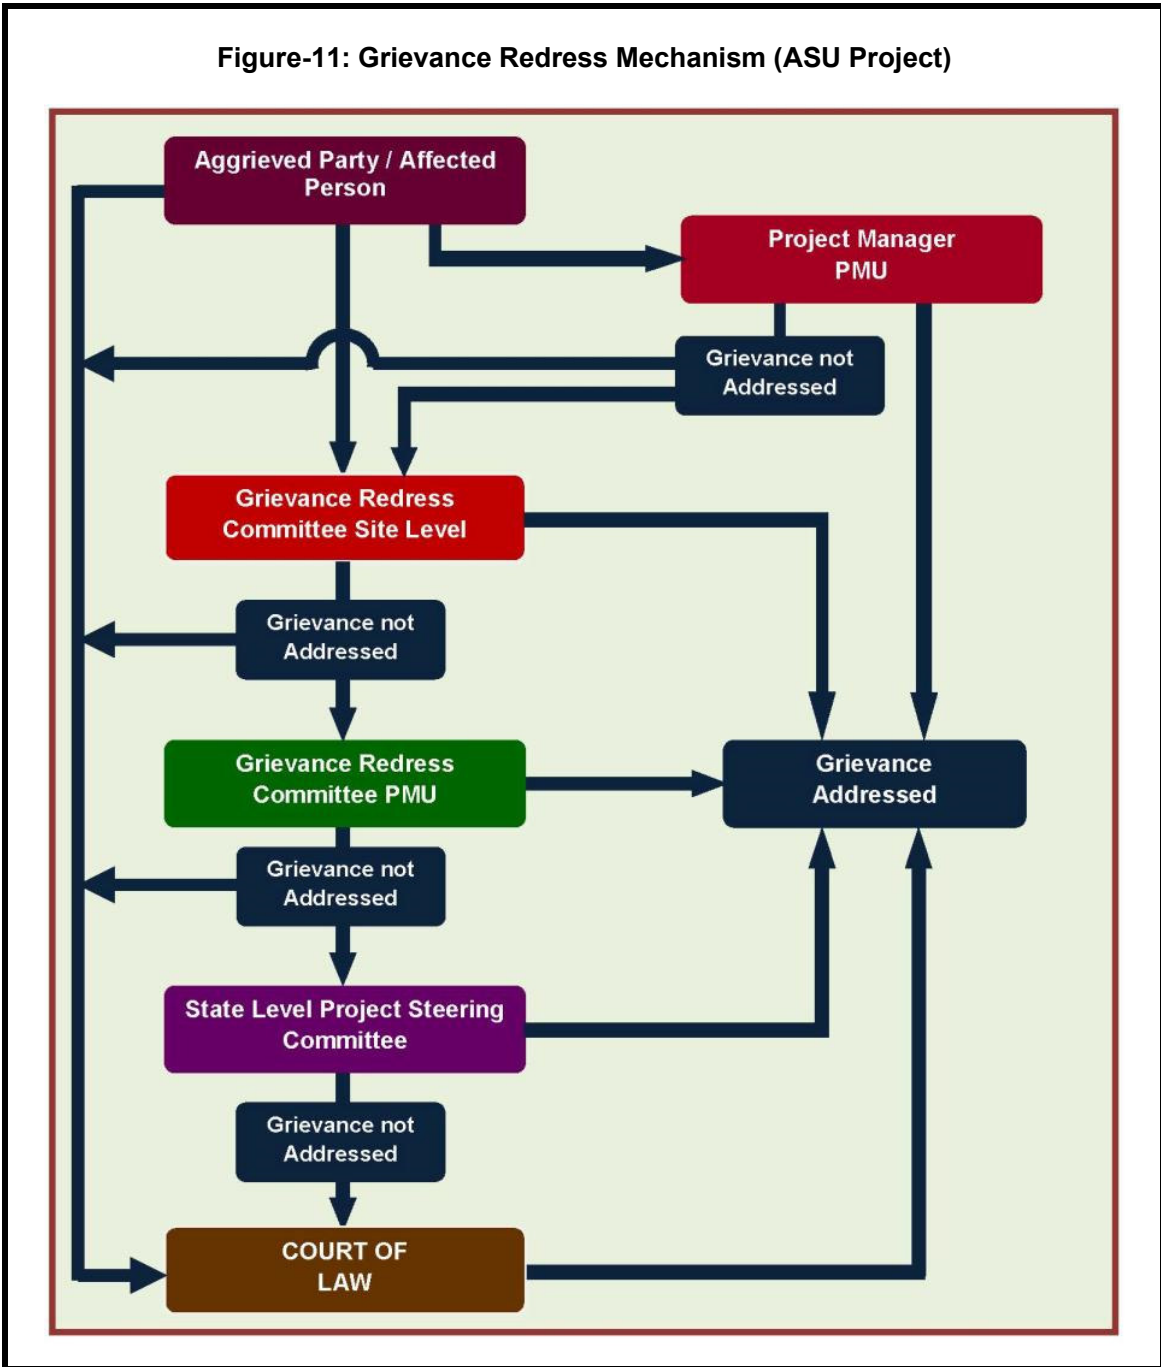 Figure-11: Grievance Redress Mechanism (ASU Project)
Aggrieved Party / Affected
Person
Project Manager
PMU
Grievance not
Addressed
Grievance Redress
Committee Site Level
Grievance not
Addressed
Grievance Redress
Committee PMU
Grievance
Addressed
Grievance not
Addressed
State Level Project Steering
Committee
Grievance not
Addressed
COURT OF
LAW